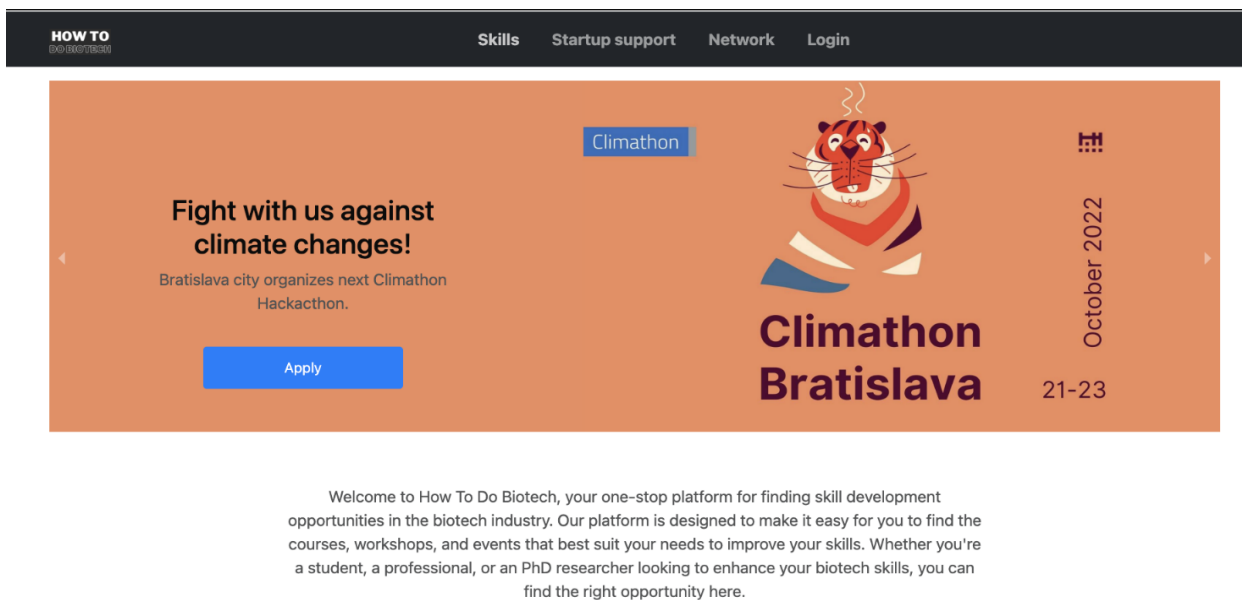 HOW TO
DO BIOTECH
Skills
Startup support
Network
Login
Climathon
Fight with us against
climate changes!
Bratislava city organizes next Climathon
Hackacthon.
Apply
Climathon
Bratislava
October 2022
21-23
Welcome to How To Do Biotech, your one-stop platform for finding skill development
opportunities in the biotech industry. Our platform is designed to make it easy for you to find the
courses, workshops, and events that best suit your needs to improve your skills. Whether you're
a student, a professional, or an PhD researcher looking to enhance your biotech skills, you can
find the right opportunity here.